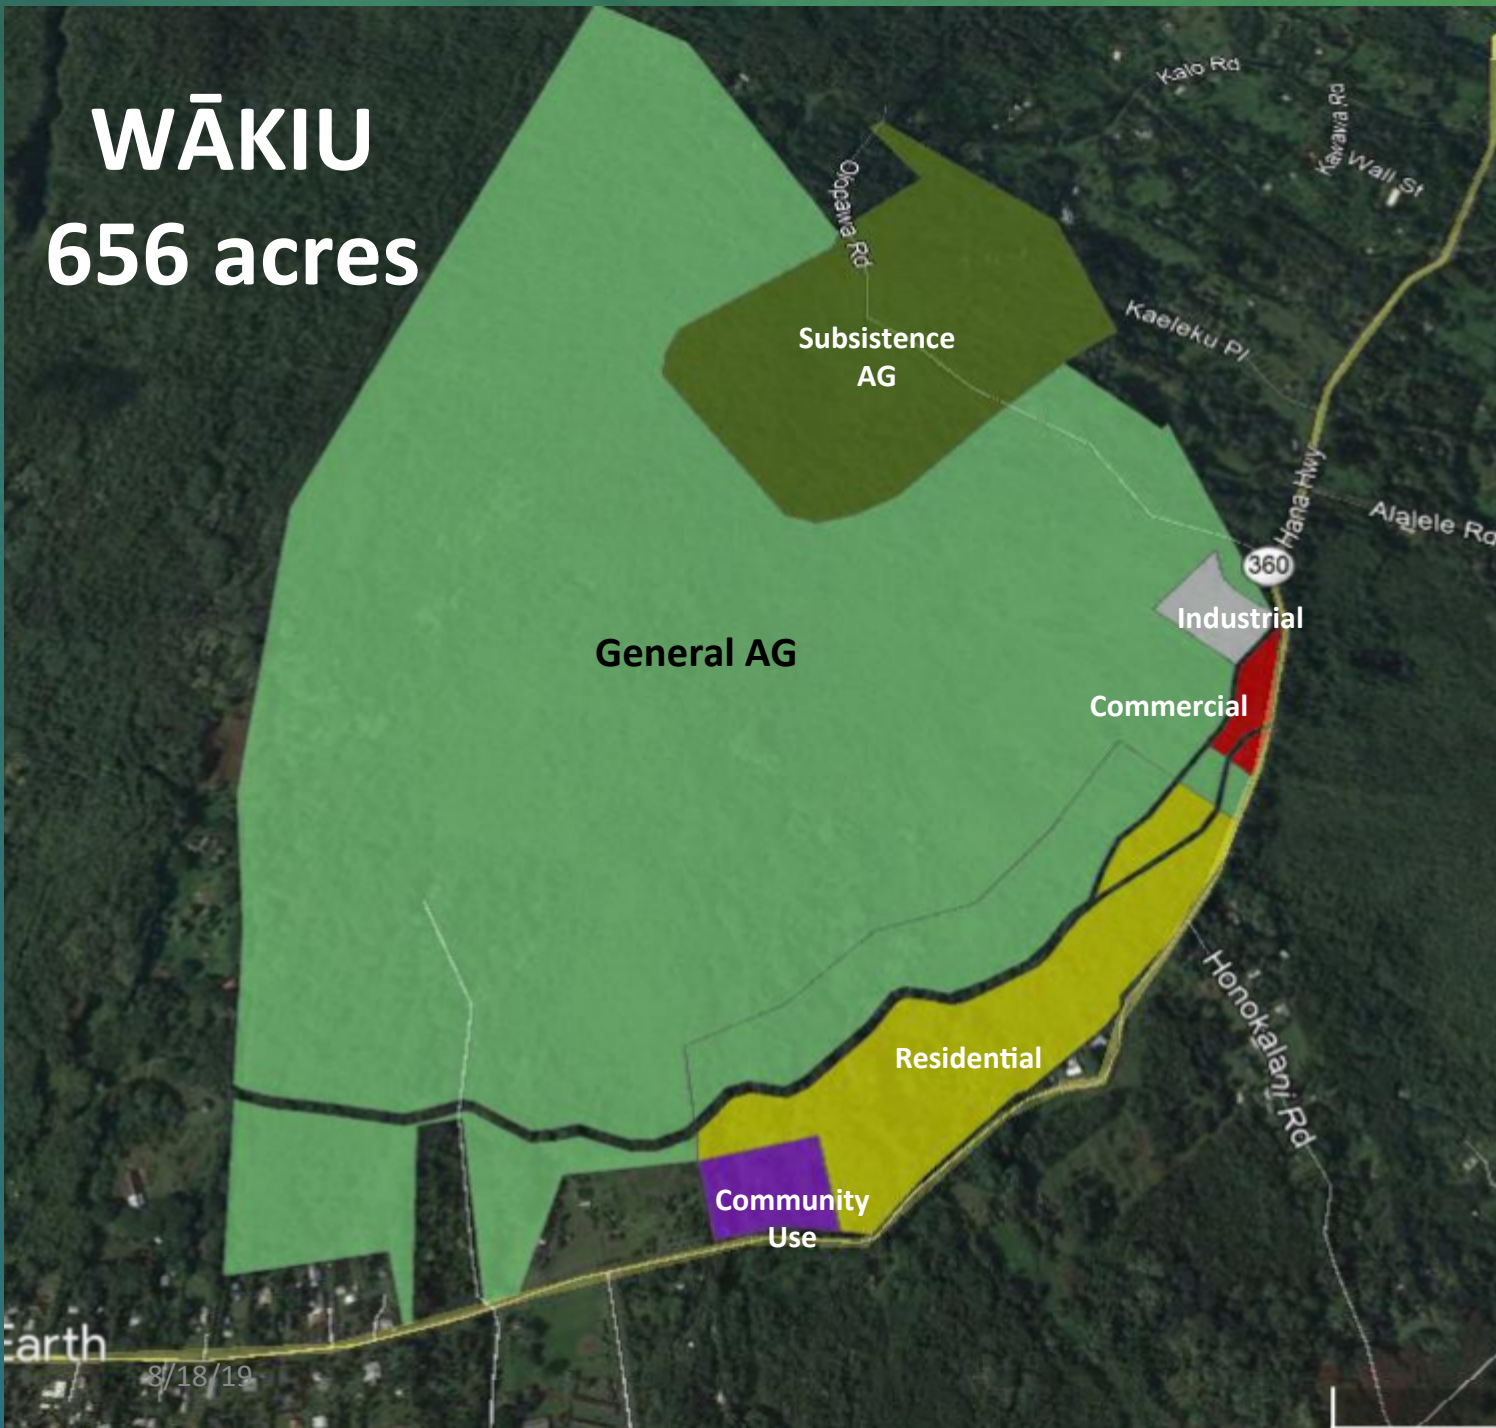 WĀKIU
656 acres
Kalo Rd
Kawawa Rd
Wall St
Olopawa Rd
Subsistence
AG
Kaeleku Pl
Hana Hwy
Alalele Rd
360
Industrial
General AG
Commercial
Honokalani Rd
Residential
Community
Use
Earth
8/18/19